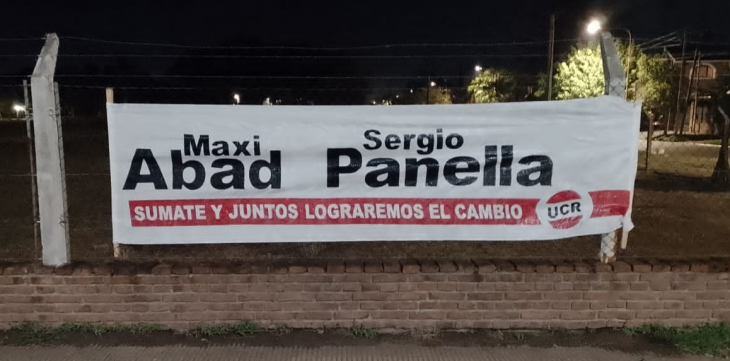 Maxi Sergio
Abad Panella
SUMATE Y JUNTOS LOGRAREMOS EL CAMBIO UCR